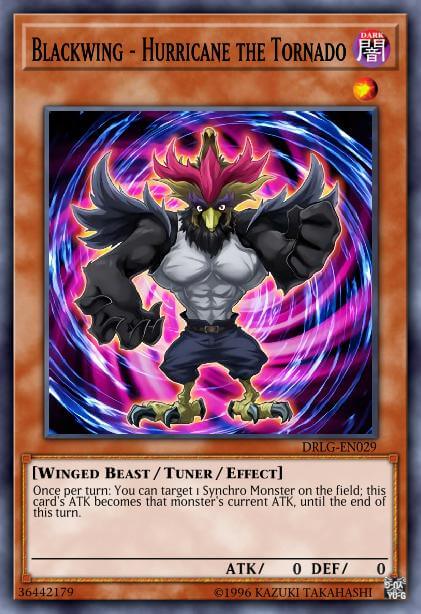 Blackwing - Hurricane the Tornado
DARK
闇
DRLG-EN029
[Winged Beast / Tuner / Effect]
Once per turn: You can target 1 Synchro Monster on the field; this
card's ATK becomes that monster's current ATK, until the end of
this turn.
ATK/ 0 DEF/ 0
36442179
©1996 KAZUKI TAKAHASHI